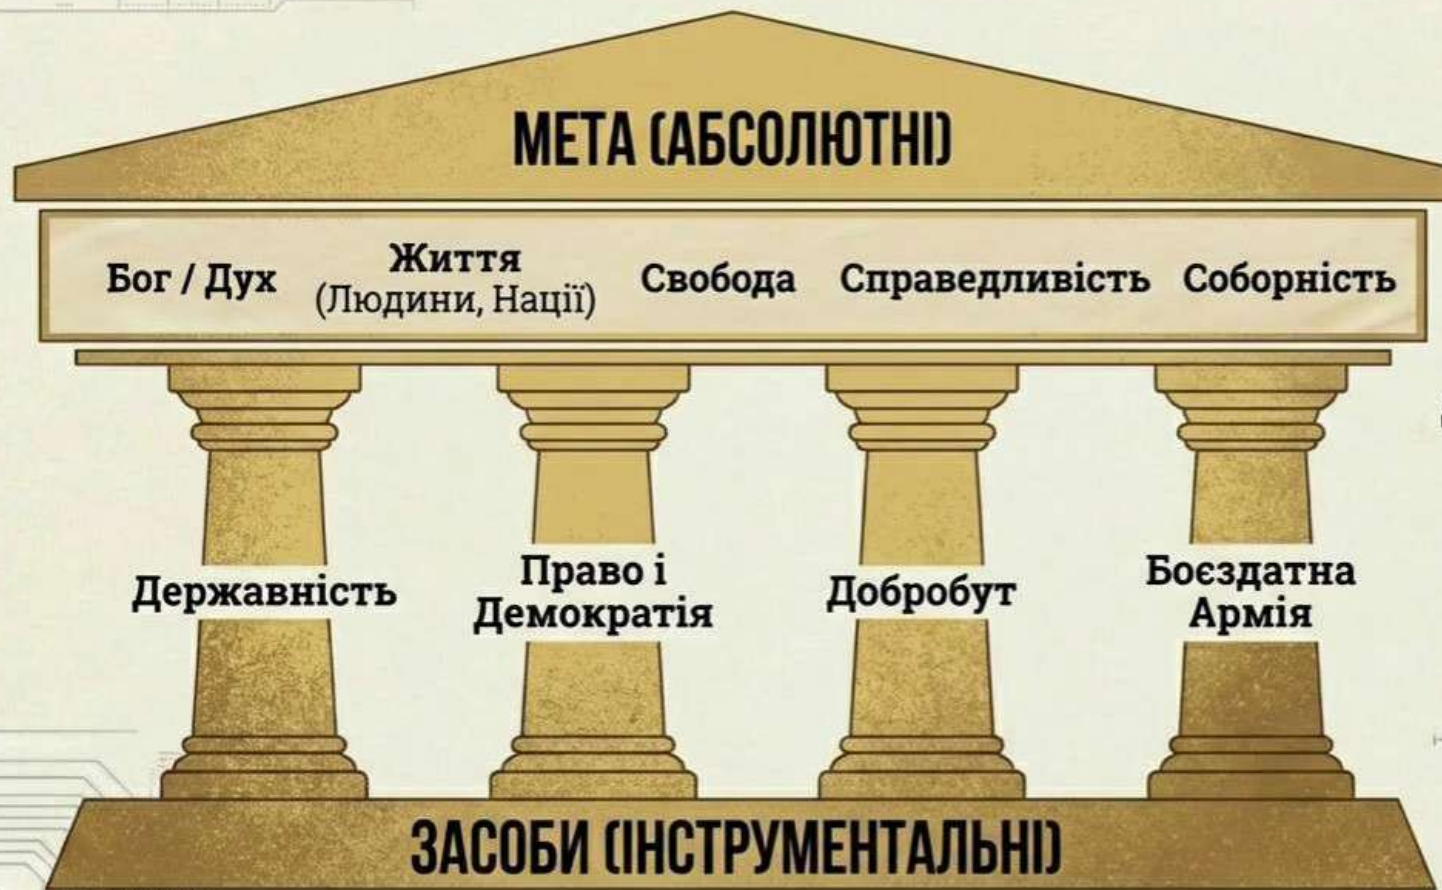 МЕТА (АБСОЛЮТНІ)
Бог / Дух
Життя
(Людини, Нації)
Свобода
Справедливість
Соборність
Державність
Право і
Демократія
Добробут
Боєздатна
Армія
ЗАСОБИ (ІНСТРУМЕНТАЛЬНІ)